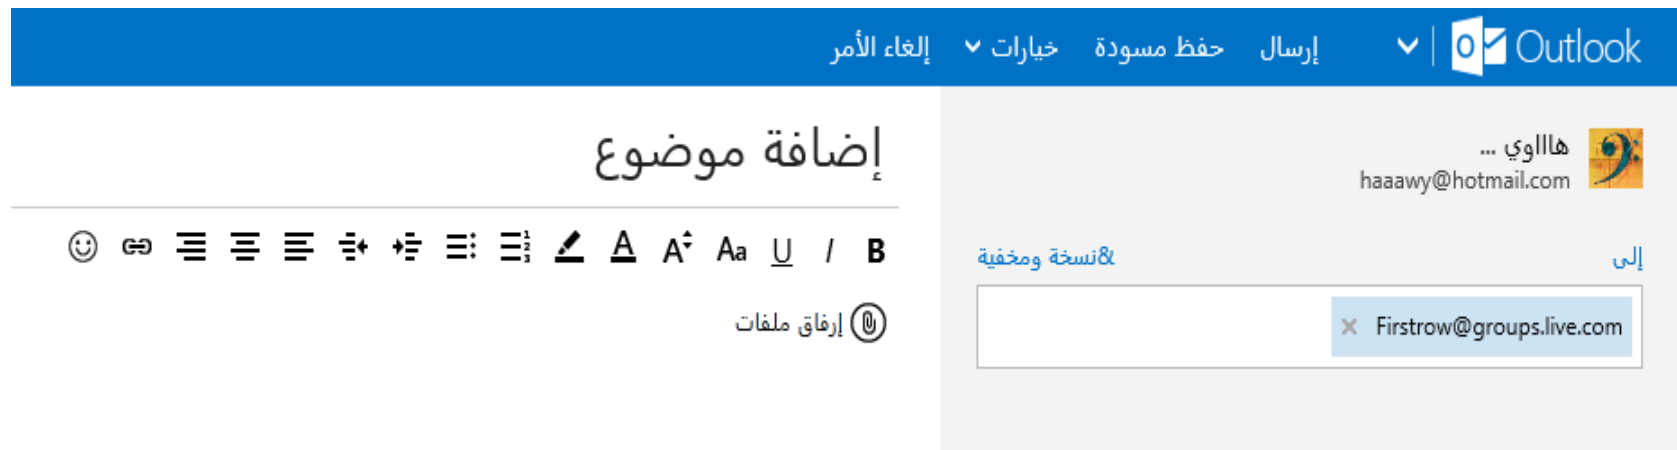 Outlook
إرسال حفظ مسودة خيارات إلغاء الأمر
هاااوي ...
haaawy@hotmail.com
إلى &نسخة ومخفية
Firstrow@groups.live.com
إضافة موضوع
B I U Aa A A
إرفاق ملفات